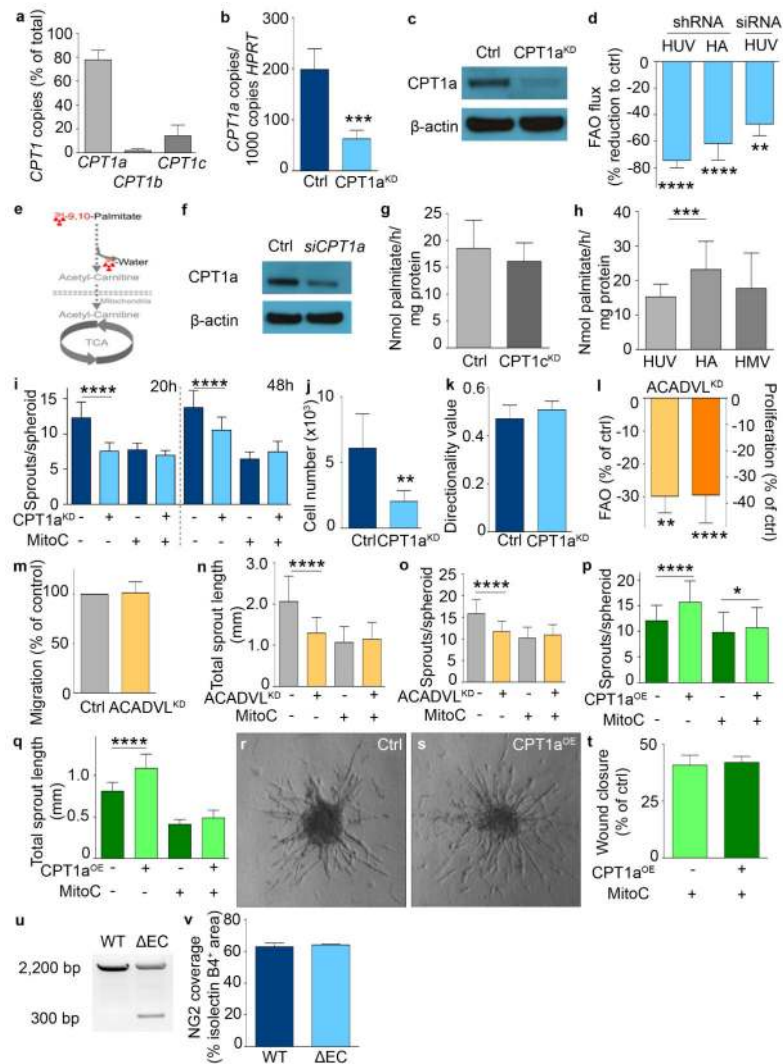 a
CPT1 copies (% of total)
100
80
60
40
20
0
CPT1a
CPT1b
CPT1c
b
CPT1a copies/
1000 copies HPRT
300
200
100
0
***
Ctrl
CPT1aKD
c
Ctrl CPT1aKD
CPT1a
β-actin
d
shRNA siRNA
HUV HA HUV
FAO flux
(% reduction to ctrl)
0
-20
-40
-60
-80
****
****
**
e
-9,10-Palmitate
-Water
Acetyl-Carnitine
Mitochondria
Acetyl-Carnitine
TCA
f
Ctrl siCPT1a
CPT1a
β-actin
g
Nmol palmitate/h/
mg protein
25
20
15
10
5
0
Ctrl
CPT1cKD
h
Nmol palmitate/h/
mg protein
40
30
20
10
0
***
HUV HA HMV
i
Sprouts/spheroid
15
10
5
0
**** 20h
**** 48h
CPT1aKD - + - + - + - +
MitoC - - + + - - + +
j
Cell number (x10³)
10
5
0
**
Ctrl CPT1aKD
k
Directionality value
0.6
0.4
0.2
0
Ctrl CPT1aKD
l
ACADVLKD
FAO (% of ctrl)
0
-10
-20
-30
**
****
Proliferation (% of ctrl)
0
-10
-20
-30
-40
m
Migration (% of control)
100
50
0
Ctrl ACADVLKD
n
Total sprout length
(mm)
3.0
2.0
1.0
0
****
ACADVLKD - + - +
MitoC - - + +
o
Sprouts/spheroid
25
20
15
10
5
0
****
ACADVLKD - + - +
MitoC - - + +
p
Sprouts/spheroid
20
15
10
5
0
****
*
CPT1aOE - + - +
MitoC - - + +
q
Total sprout length
(mm)
1.0
0.5
0
****
CPT1aOE - + - +
MitoC - - + +
r
Ctrl
s
CPT1aOE
t
Wound closure
(% of ctrl)
50
25
0
CPT1aOE - +
MitoC + +
u
WT ΔEC
2,200 bp
300 bp
v
NG2 coverage
(% isolectin B4⁺ area)
80
60
40
20
0
WT ΔEC